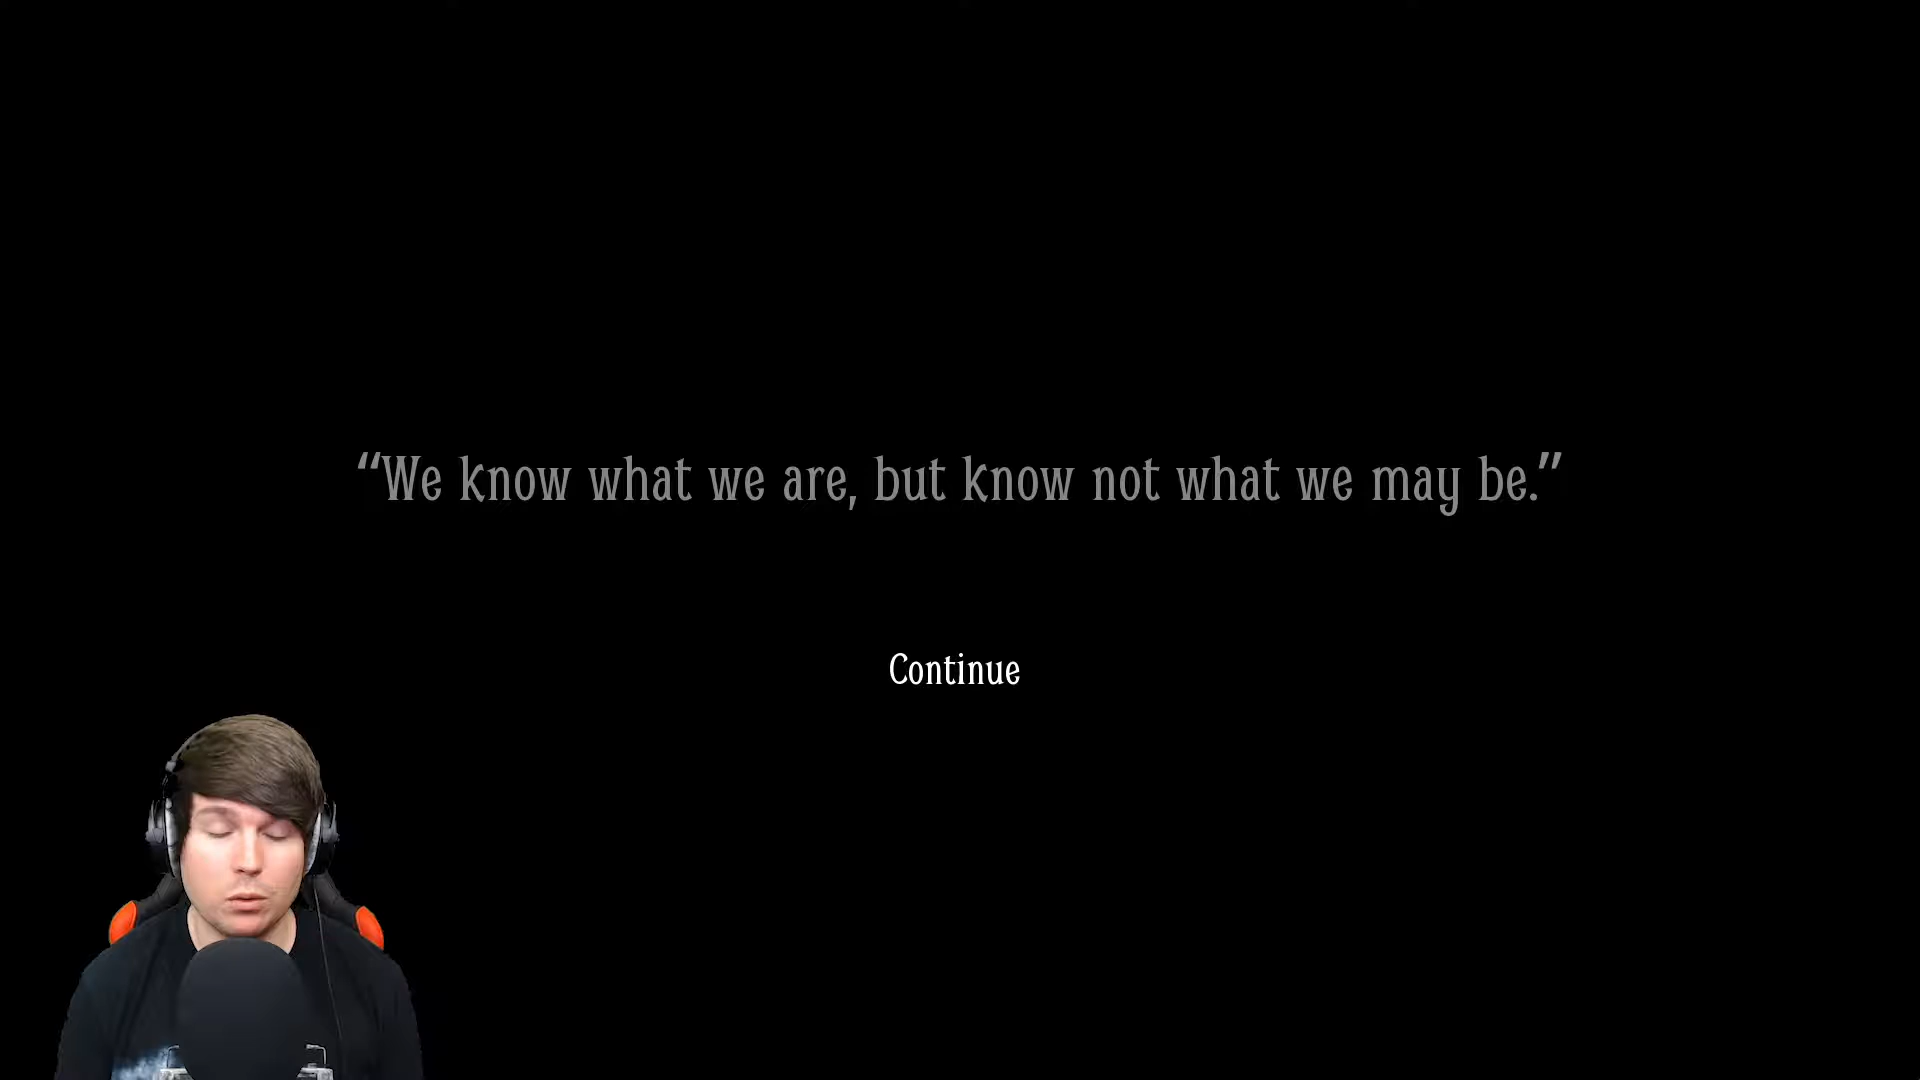 “We know what we are, but know not what we may be.”
Continue